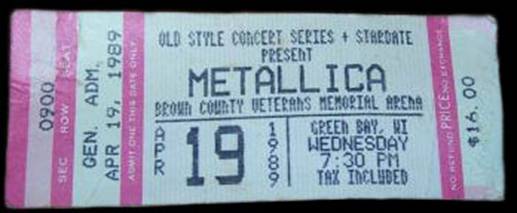 0900
SEC ROW SEAT
GEN. ADM.
APR 19, 1989
ADMIT ONE THIS DATE ONLY
OLD STYLE CONCERT SERIES + STARDATE
PRESENT
METALLICA
BROWN COUNTY VETERANS MEMORIAL ARENA
APR 19 1989
GREEN BAY, WI
WEDNESDAY
7:30 PM
TAX INCLUDED
NO REFUND PRICE NO EXCHANGE
$16.00